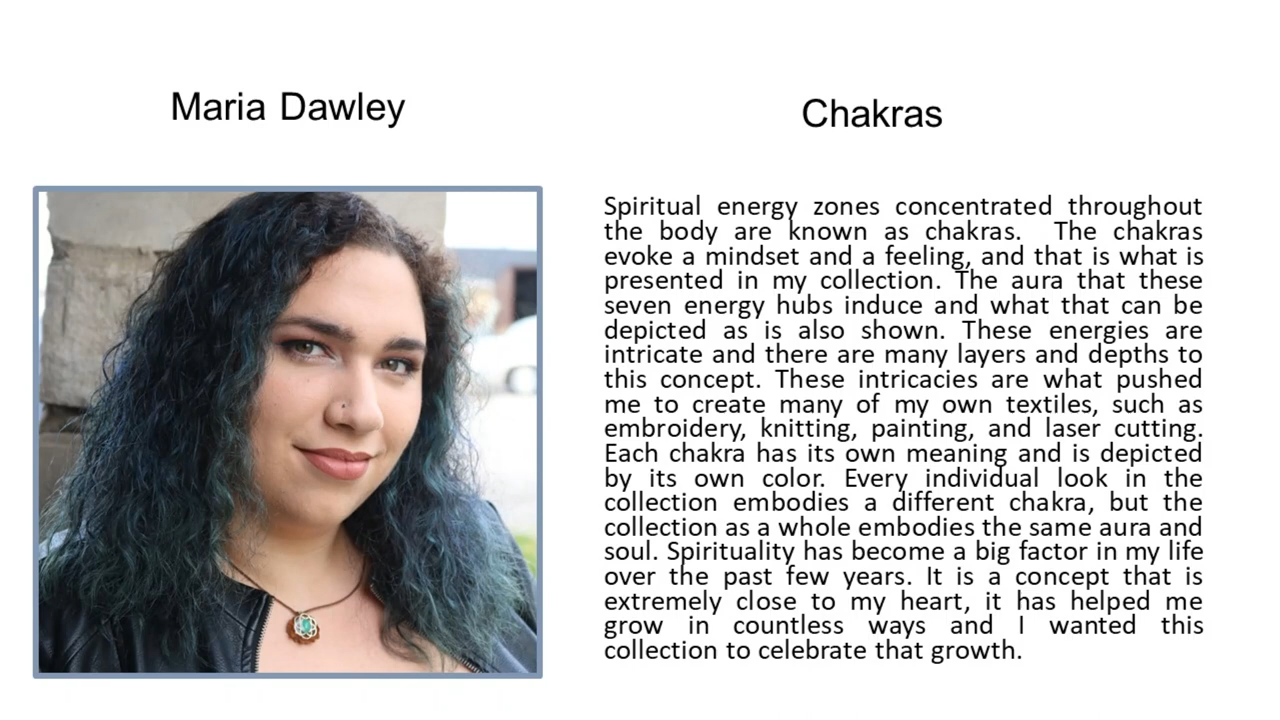 Maria Dawley
Chakras
Spiritual energy zones concentrated throughout
the body are known as chakras. The chakras
evoke a mindset and a feeling, and that is what is
presented in my collection. The aura that these
seven energy hubs induce and what that can be
depicted as is also shown. These energies are
intricate and there are many layers and depths to
this concept. These intricacies are what pushed
me to create many of my own textiles, such as
embroidery, knitting, painting, and laser cutting.
Each chakra has its own meaning and is depicted
by its own color. Every individual look in the
collection embodies a different chakra, but the
collection as a whole embodies the same aura and
soul. Spirituality has become a big factor in my life
over the past few years. It is a concept that is
extremely close to my heart, it has helped me
grow in countless ways and I wanted this
collection to celebrate that growth.